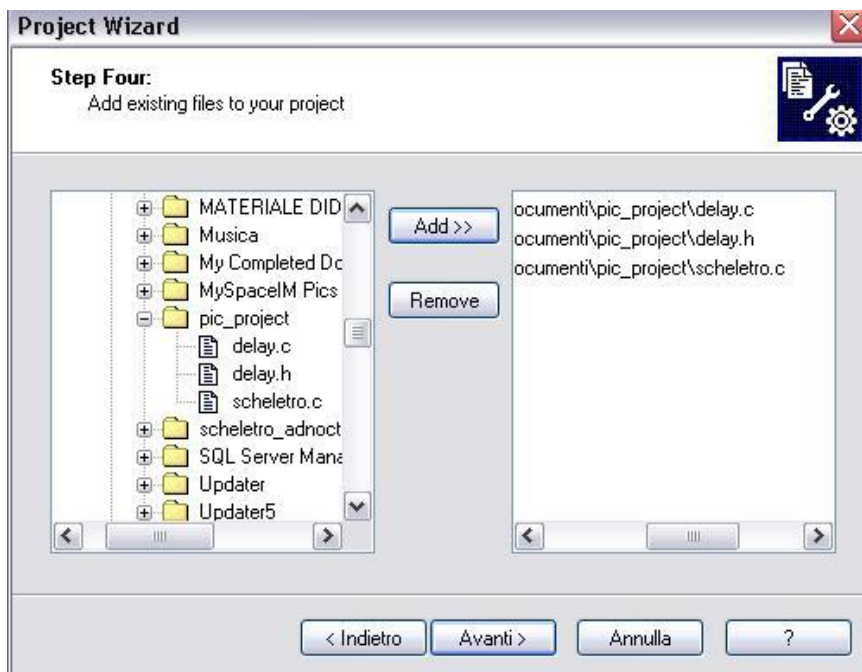 Project Wizard
Step Four:
Add existing files to your project
MATERIALE DID
Musica
My Completed Dc
MySpaceIM Pics
pic_project
delay.c
delay.h
scheletro.c
scheletro_adnoct
SQL Server Mana
Updater
Updater5
Add >>
Remove
ocumenti\pic_project\delay.c
ocumenti\pic_project\delay.h
ocumenti\pic_project\scheletro.c
< Indietro
Avanti >
Annulla
?